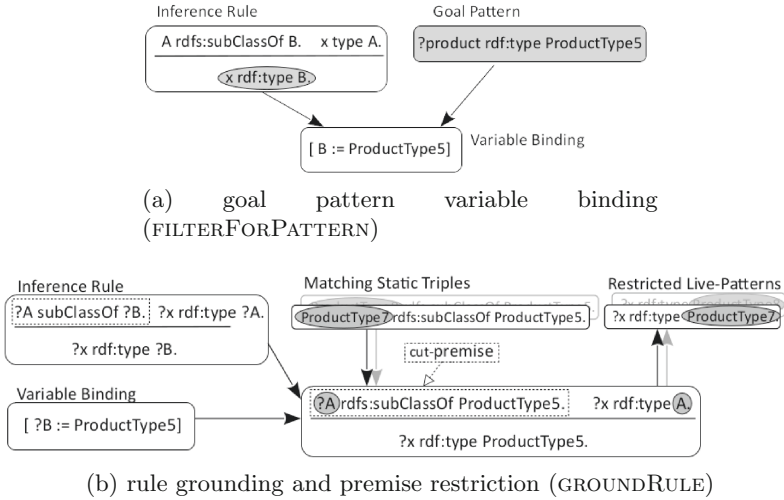 Inference Rule
Goal Pattern
A rdfs:subClassOf B. x type A.
?product rdf:type ProductType5
x rdf:type B.
[ B := ProductType5]
Variable Binding
(a) goal pattern variable binding
(FILTERFORPATTERN)
Inference Rule
Matching Static Triples
Restricted Live-Patterns
?A subClassOf ?B. ?x rdf:type ?A.
ProductType7 rdfs:subClassOf ProductType5.
?x rdf:type ProductType7.
?x rdf:type ?B.
cut-premise
Variable Binding
?A rdfs:subClassOf ProductType5. ?x rdf:type A.
[ ?B := ProductType5]
?x rdf:type ProductType5.
(b) rule grounding and premise restriction (GROUNDRULE)